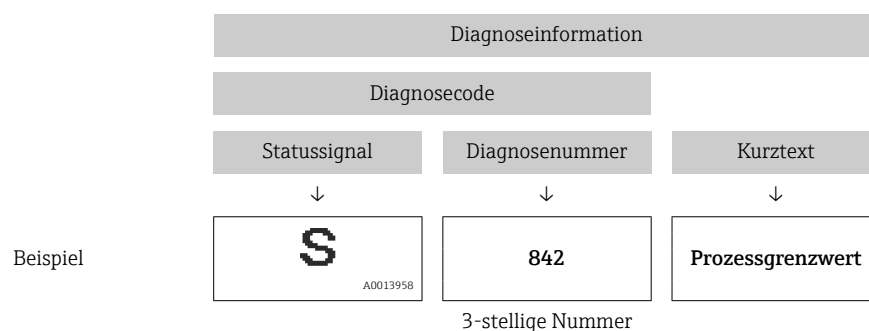 Diagnoseinformation
Diagnosecode
Statussignal Diagnosenummer Kurztext
↓ ↓ ↓
Beispiel S 842 Prozessgrenzwert
A0013958
3-stellige Nummer